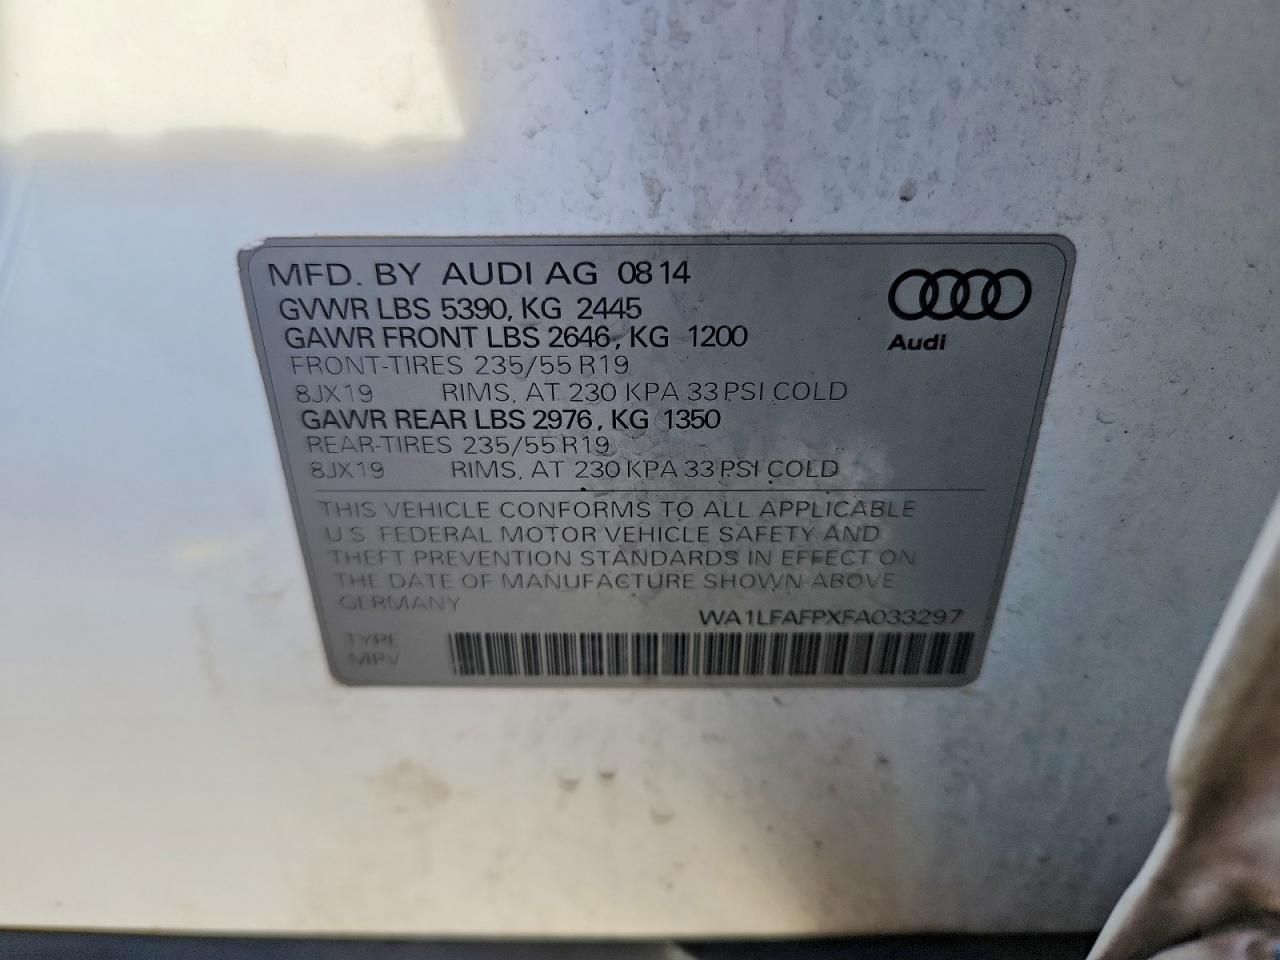 MFD. BY AUDI AG 08 14
GVWR LBS 5390, KG 2445
GAWR FRONT LBS 2646, KG 1200
FRONT-TIRES 235/55 R19
8JX19 RIMS, AT 230 KPA 33 PSI COLD
GAWR REAR LBS 2976, KG 1350
REAR-TIRES 235/55 R19
8JX19 RIMS, AT 230 KPA 33 PSI COLD
Audi
THIS VEHICLE CONFORMS TO ALL APPLICABLE
U.S. FEDERAL MOTOR VEHICLE SAFETY AND
THEFT PREVENTION STANDARDS IN EFFECT ON
THE DATE OF MANUFACTURE SHOWN ABOVE
GERMANY
WA1LFAFPXFA033297
TYPE
MPV